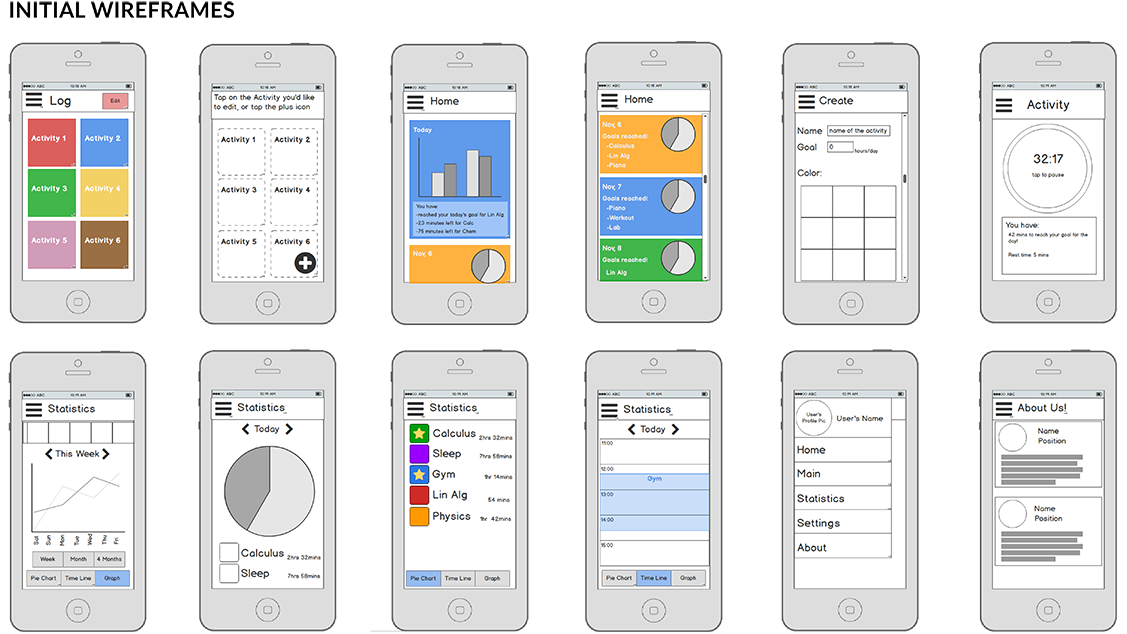 INITIAL WIREFRAMES
ABC 10:18 AM
Log
Edit
Activity 1
Activity 2
Activity 3
Activity 4
Activity 5
Activity 6
ABC 10:18 AM
Tap on the Activity you'd like
to edit, or tap the plus icon
Activity 1
Activity 2
Activity 3
Activity 4
Activity 5
Activity 6
ABC 10:18 AM
Home
Today
You have:
-reached your today's goal for Lin Alg
-23 minutes left for Calc
-75 minutes left for Chem
Nov, 6
ABC 10:18 AM
Home
Nov, 6
Goals reached!
-Calculus
-Lin Alg
-Piano
Nov, 7
Goals reached!
-Piano
-Workout
-Lab
Nov, 8
Goals reached!
Lin Alg
ABC 10:18 AM
Create
Name name of the activity
Goal 0 hours/day
Color:
ABC 10:19 AM
Activity
32:17
tap to pause
You have:
42 mins to reach your goal for the
day!
Rest time: 5 mins
ABC 10:19 AM
Statistics
This Week
Sat
Sun
Mon
Tue
Wed
Thu
Fri
Week
Month
4 Months
Pie Chart
Time Line
Graph
ABC 10:19 AM
Statistics
Today
Calculus 2hrs 32mins
Sleep 7hrs 58mins
ABC 10:19 AM
Statistics
Calculus 2hrs 32mins
Sleep 7hrs 58mins
Gym 1hr 14mins
Lin Alg 54 mins
Physics 1hr 42mins
Pie Chart
Time Line
Graph
ABC 10:19 AM
Statistics
Today
11:00
12:00
Gym
13:00
14:00
15:00
Pie Chart
Time Line
Graph
ABC 10:19 AM
User's
Profile Pic
User's Name
Home
Main
Statistics
Settings
About
ABC 10:19 AM
About Us!
Name
Position
Name
Position